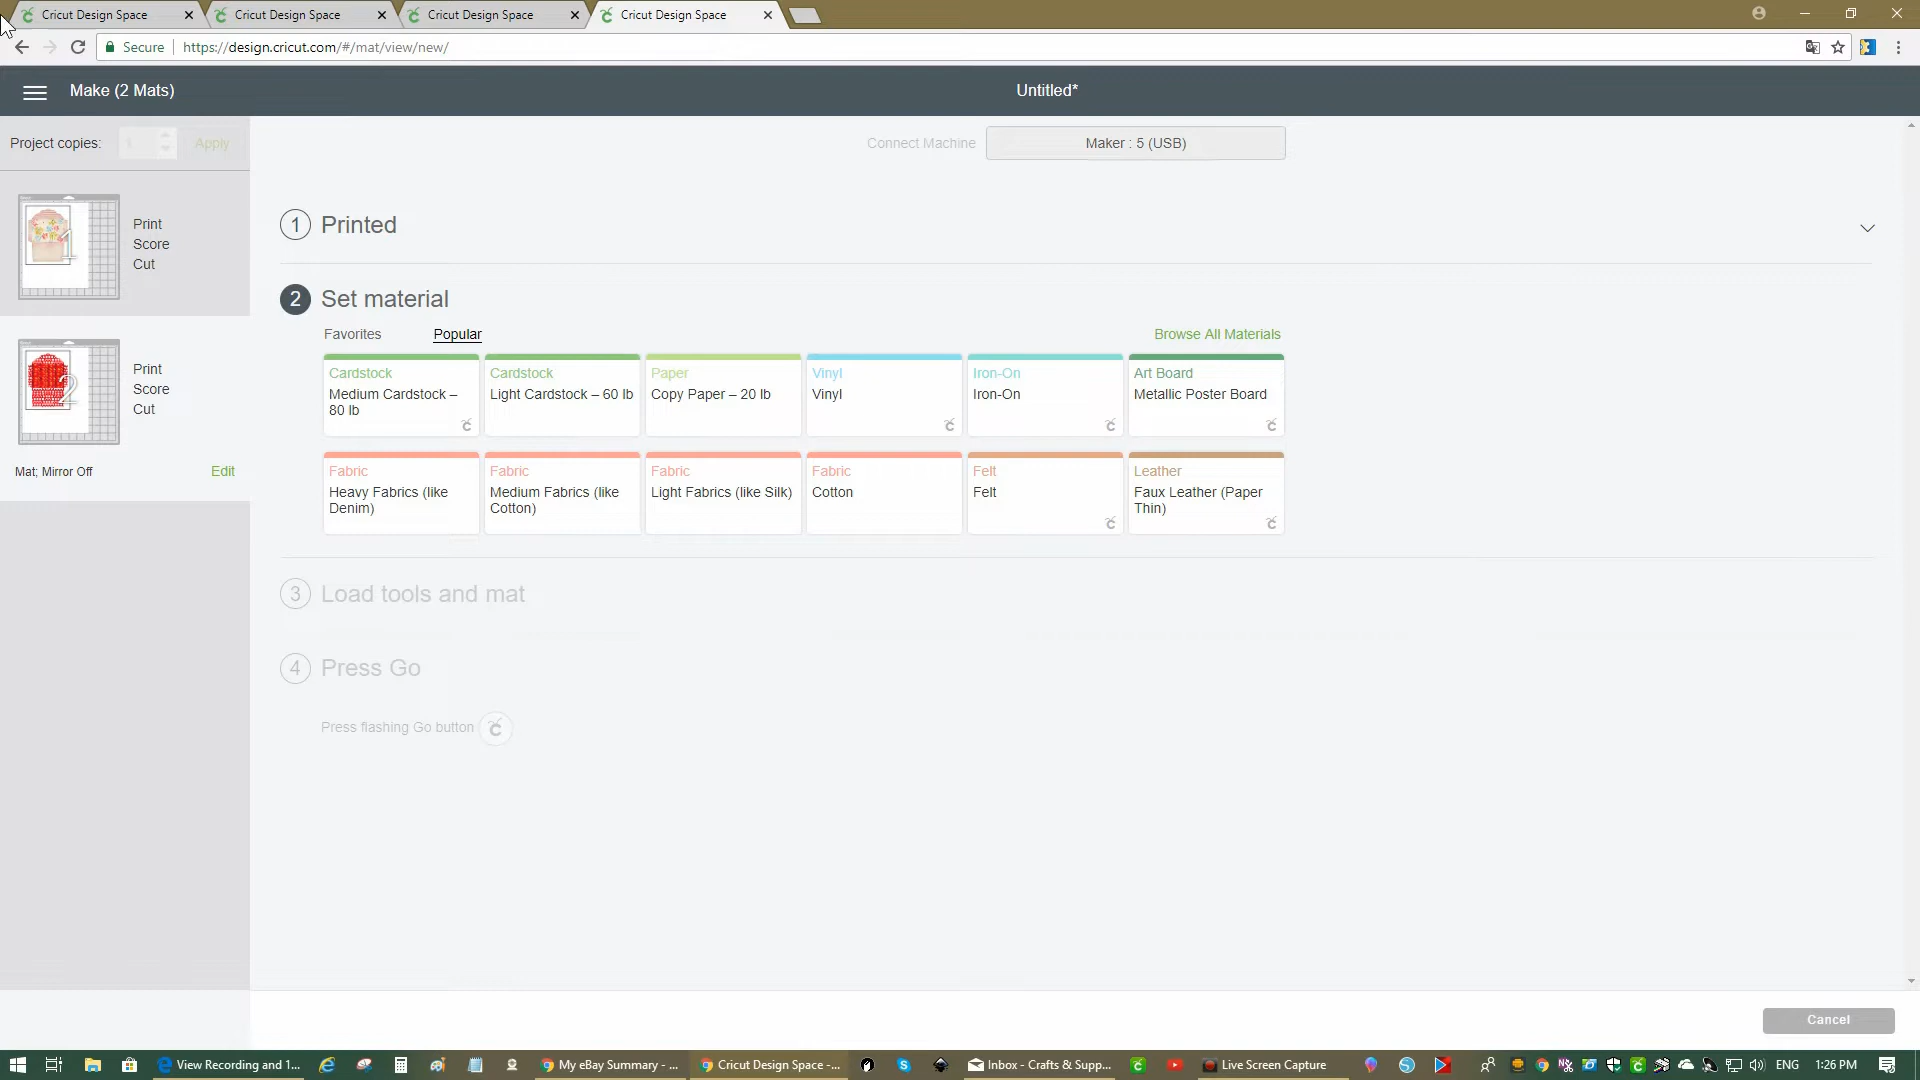 Cricut Design Space
Cricut Design Space
Cricut Design Space
Cricut Design Space
Secure
https://design.cricut.com/#/mat/view/new/
Make (2 Mats)
Untitled*
Project copies:
1
Apply
Connect Machine
Maker : 5 (USB)
1
Print
Score
Cut
2
Print
Score
Cut
Mat; Mirror Off
Edit
1 Printed
2 Set material
Favorites
Popular
Browse All Materials
Cardstock
Medium Cardstock –
80 lb
Cardstock
Light Cardstock – 60 lb
Paper
Copy Paper – 20 lb
Vinyl
Vinyl
Iron-On
Iron-On
Art Board
Metallic Poster Board
Fabric
Heavy Fabrics (like
Denim)
Fabric
Medium Fabrics (like
Cotton)
Fabric
Light Fabrics (like Silk)
Fabric
Cotton
Felt
Felt
Leather
Faux Leather (Paper
Thin)
3 Load tools and mat
4 Press Go
Press flashing Go button
Cancel
View Recording and 1...
My eBay Summary - ...
Cricut Design Space -...
Inbox - Crafts & Supp...
Live Screen Capture
ENG
1:26 PM